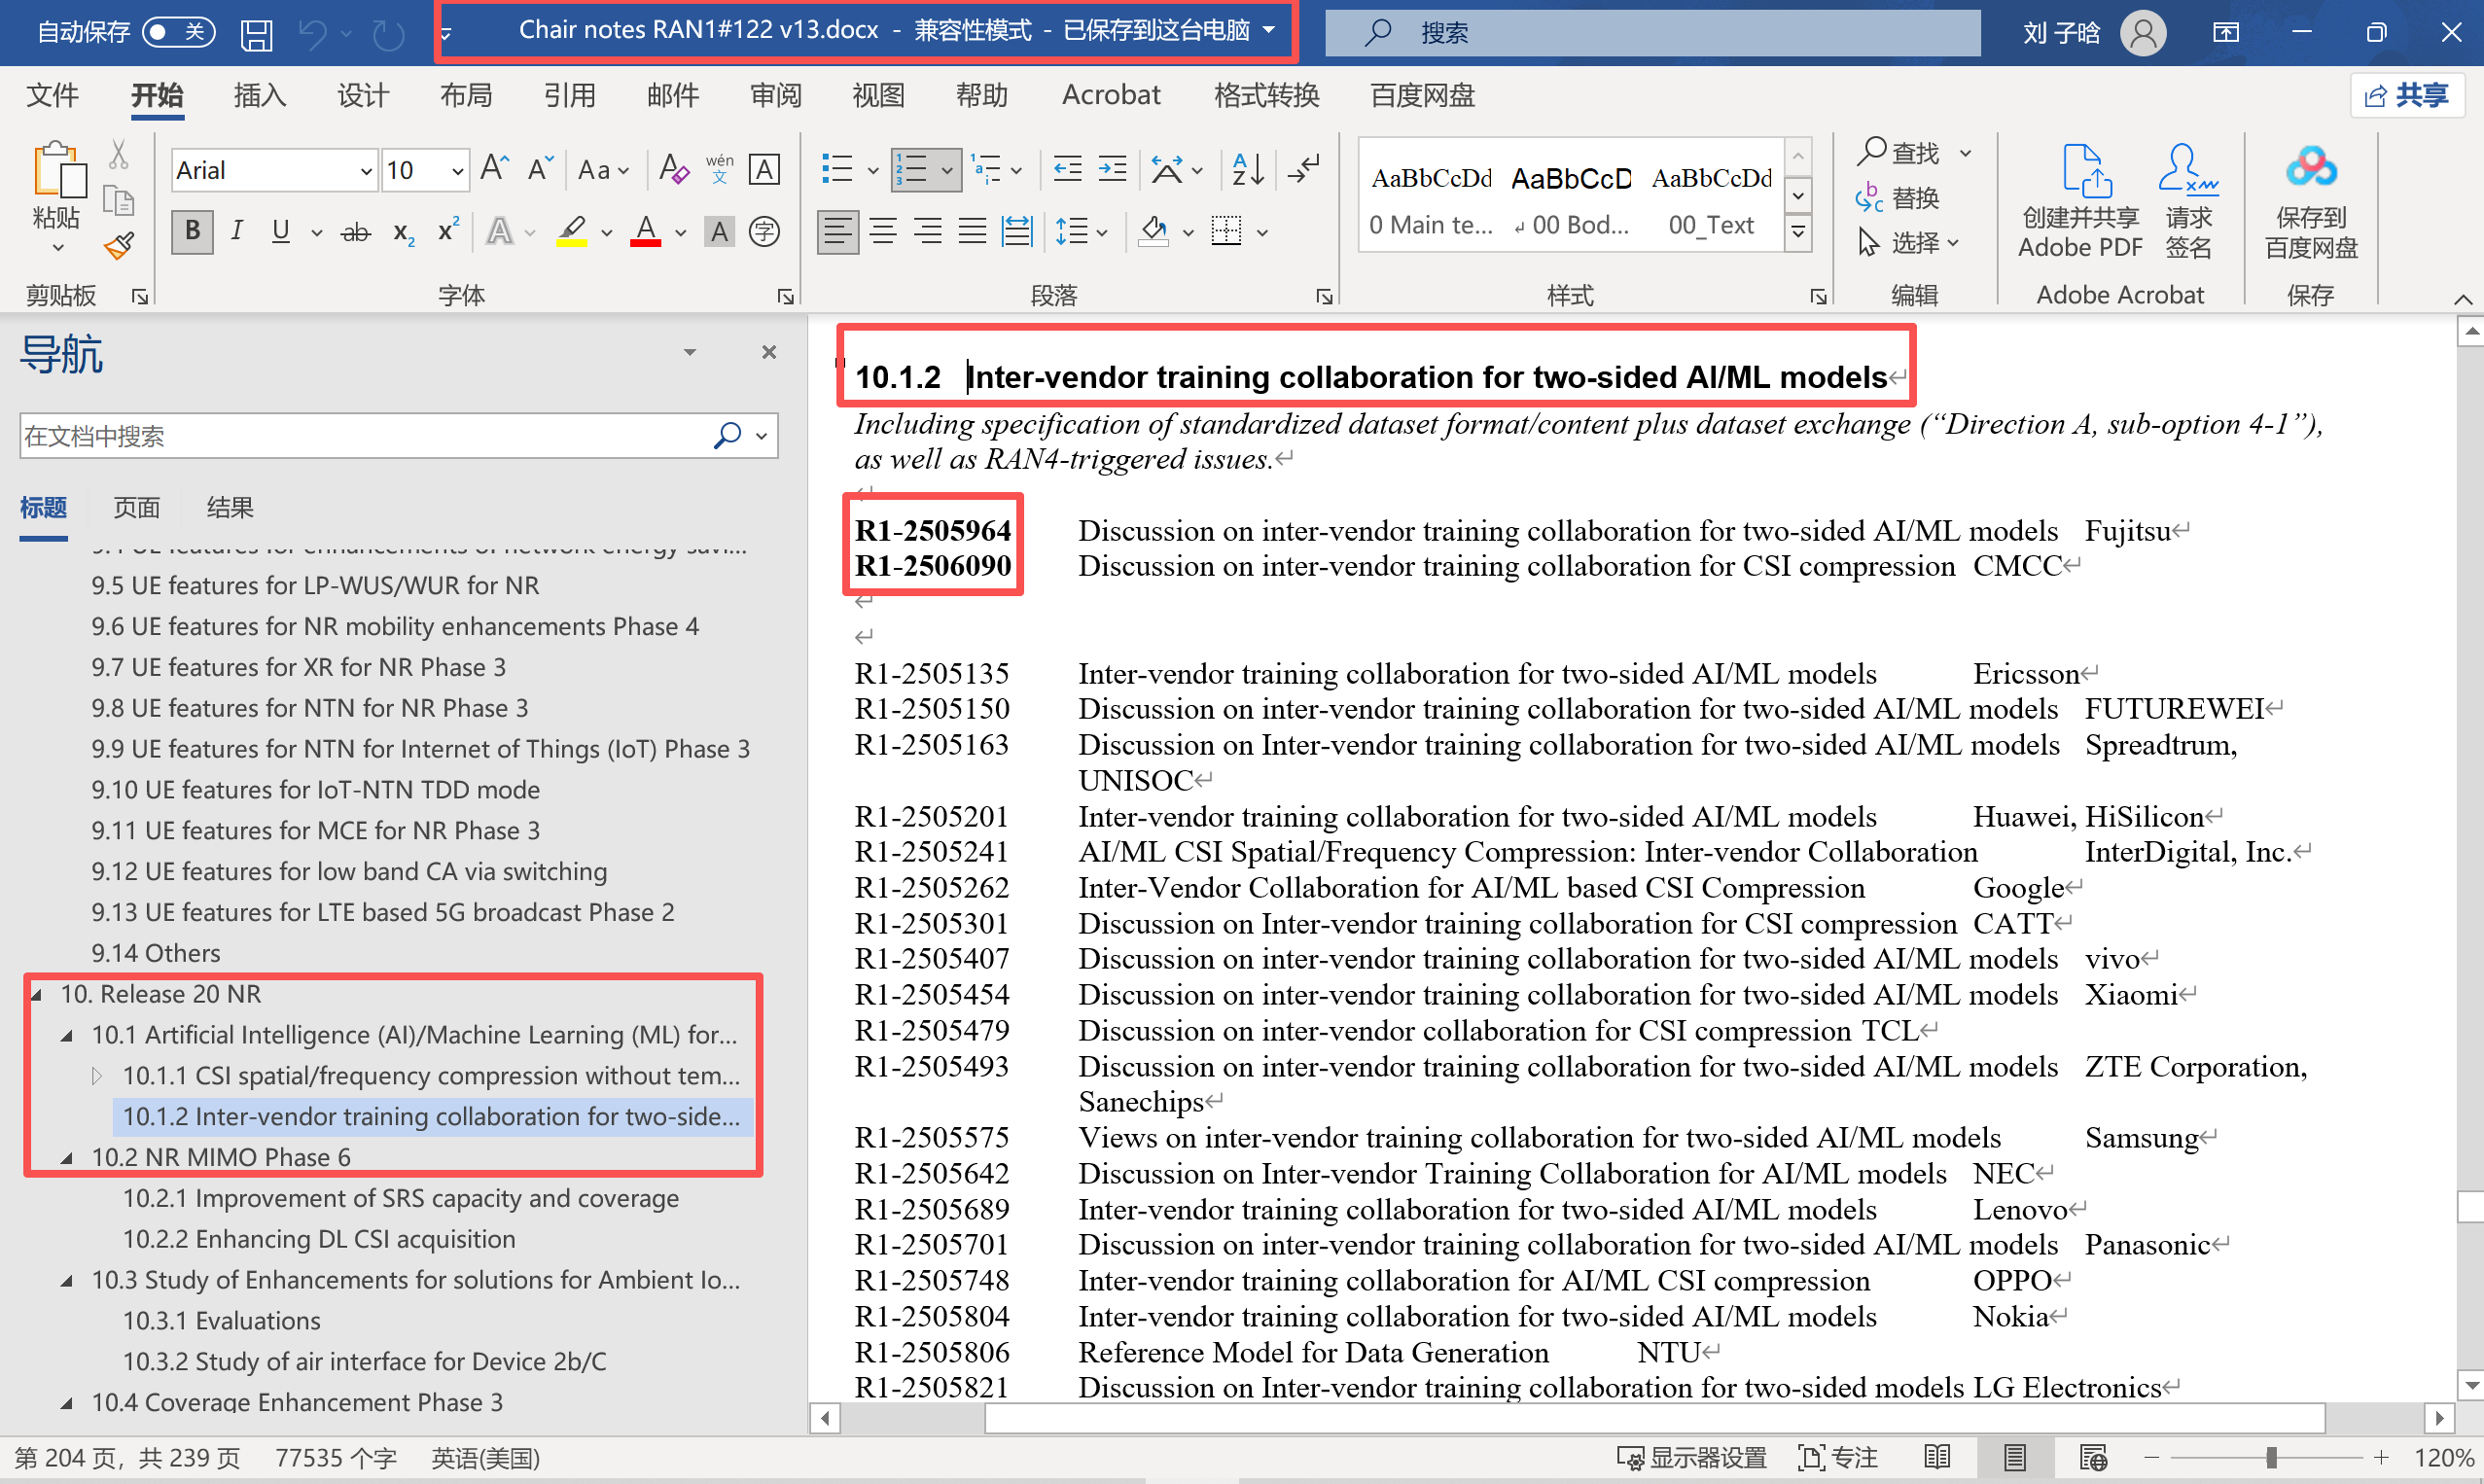 自动保存 关 Chair notes RAN1#122 v13.docx - 兼容性模式 - 已保存到这台电脑 搜索 刘 子晗
文件 开始 插入 设计 布局 引用 邮件 审阅 视图 帮助 Acrobat 格式转换 百度网盘 共享
粘贴
剪贴板
Arial 10 Aa wén 文 A
B I U ab x2 x2 A A A 字
字体
段落
AaBbCcDd AaBbCcD AaBbCcDd
0 Main te... 00 Bod... 00_Text
样式
查找
替换
选择
编辑
创建并共享 Adobe PDF
请求 签名
Adobe Acrobat
保存到 百度网盘
保存
导航
在文档中搜索
标题 页面 结果
9.4 UE features for enhancements of network energy savi...
9.5 UE features for LP-WUS/WUR for NR
9.6 UE features for NR mobility enhancements Phase 4
9.7 UE features for XR for NR Phase 3
9.8 UE features for NTN for NR Phase 3
9.9 UE features for NTN for Internet of Things (IoT) Phase 3
9.10 UE features for IoT-NTN TDD mode
9.11 UE features for MCE for NR Phase 3
9.12 UE features for low band CA via switching
9.13 UE features for LTE based 5G broadcast Phase 2
9.14 Others
10. Release 20 NR
10.1 Artificial Intelligence (AI)/Machine Learning (ML) for...
10.1.1 CSI spatial/frequency compression without tem...
10.1.2 Inter-vendor training collaboration for two-side...
10.2 NR MIMO Phase 6
10.2.1 Improvement of SRS capacity and coverage
10.2.2 Enhancing DL CSI acquisition
10.3 Study of Enhancements for solutions for Ambient Io...
10.3.1 Evaluations
10.3.2 Study of air interface for Device 2b/C
10.4 Coverage Enhancement Phase 3
10.1.2 Inter-vendor training collaboration for two-sided AI/ML models
Including specification of standardized dataset format/content plus dataset exchange (“Direction A, sub-option 4-1”),
as well as RAN4-triggered issues.
R1-2505964 Discussion on inter-vendor training collaboration for two-sided AI/ML models Fujitsu
R1-2506090 Discussion on inter-vendor training collaboration for CSI compression CMCC
R1-2505135 Inter-vendor training collaboration for two-sided AI/ML models Ericsson
R1-2505150 Discussion on inter-vendor training collaboration for two-sided AI/ML models FUTUREWEI
R1-2505163 Discussion on Inter-vendor training collaboration for two-sided AI/ML models Spreadtrum,
UNISOC
R1-2505201 Inter-vendor training collaboration for two-sided AI/ML models Huawei, HiSilicon
R1-2505241 AI/ML CSI Spatial/Frequency Compression: Inter-vendor Collaboration InterDigital, Inc.
R1-2505262 Inter-Vendor Collaboration for AI/ML based CSI Compression Google
R1-2505301 Discussion on Inter-vendor training collaboration for CSI compression CATT
R1-2505407 Discussion on inter-vendor training collaboration for two-sided AI/ML models vivo
R1-2505454 Discussion on inter-vendor training collaboration for two-sided AI/ML models Xiaomi
R1-2505479 Discussion on inter-vendor collaboration for CSI compression TCL
R1-2505493 Discussion on inter-vendor training collaboration for two-sided AI/ML models ZTE Corporation,
Sanechips
R1-2505575 Views on inter-vendor training collaboration for two-sided AI/ML models Samsung
R1-2505642 Discussion on Inter-vendor Training Collaboration for AI/ML models NEC
R1-2505689 Inter-vendor training collaboration for two-sided AI/ML models Lenovo
R1-2505701 Discussion on inter-vendor training collaboration for two-sided AI/ML models Panasonic
R1-2505748 Inter-vendor training collaboration for AI/ML CSI compression OPPO
R1-2505804 Inter-vendor training collaboration for two-sided AI/ML models Nokia
R1-2505806 Reference Model for Data Generation NTU
R1-2505821 Discussion on Inter-vendor training collaboration for two-sided models LG Electronics
第 204 页，共 239 页 77535 个字 英语(美国) 显示器设置 专注 120%